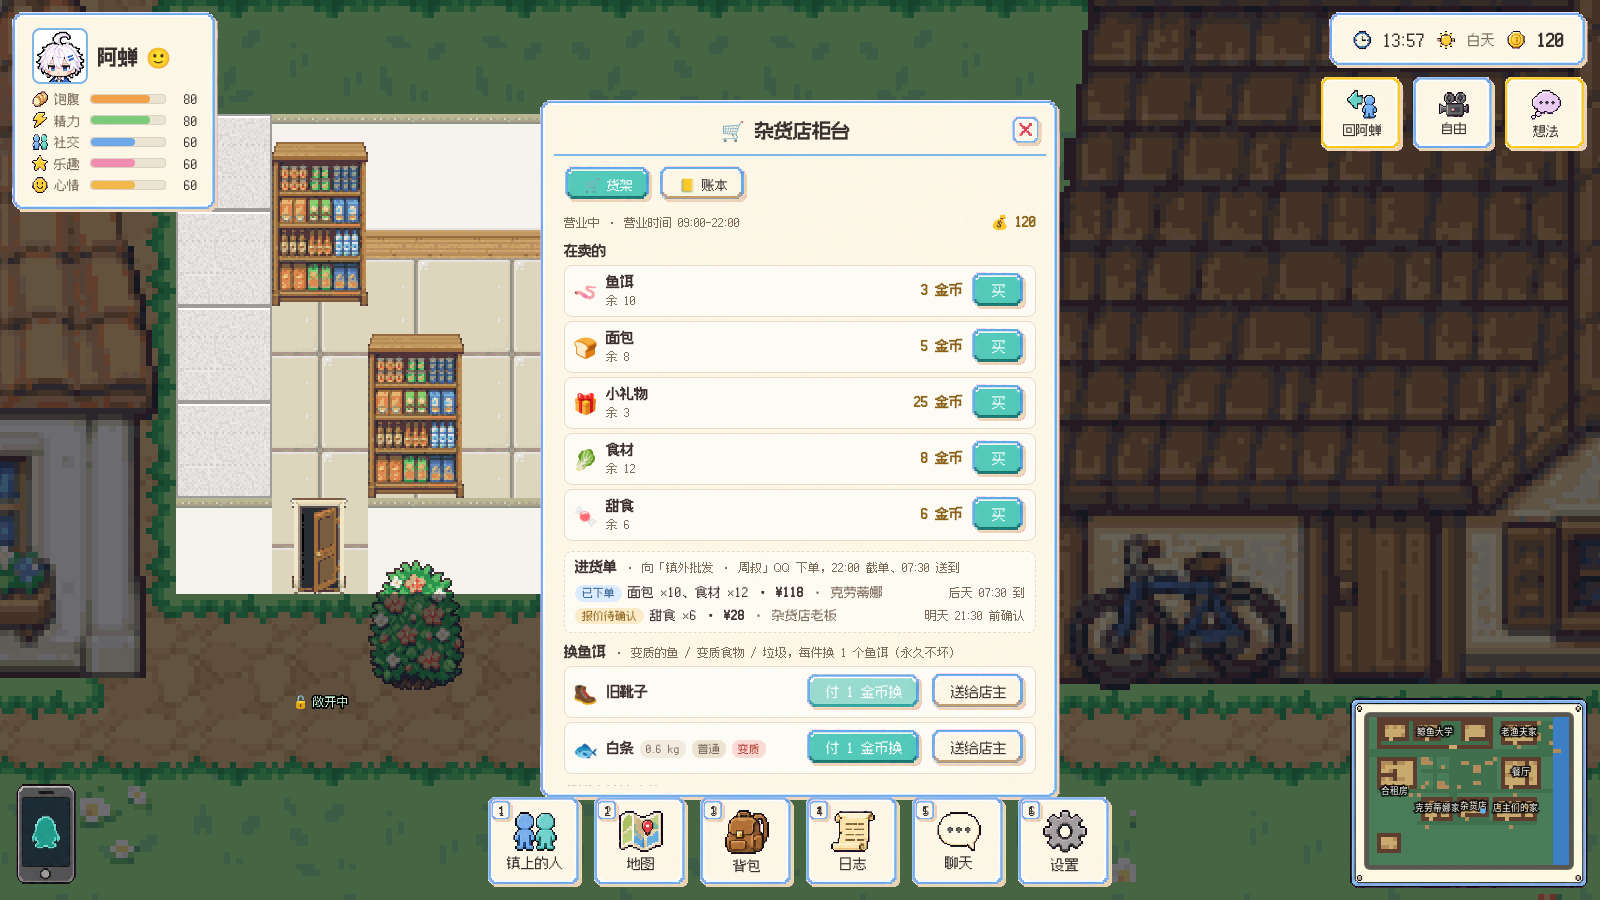 阿蝉
饱腹 80
精力 80
社交 60
乐趣 60
心情 60
13:57 白天 120
回阿蝉
自由
想法
杂货店柜台
货架
账本
营业中 · 营业时间 09:00-22:00
120
在卖的
鱼饵
余 10
3 金币
买
面包
余 8
5 金币
买
小礼物
余 3
25 金币
买
食材
余 12
8 金币
买
甜食
余 6
6 金币
买
进货单 · 向「镇外批发 · 周叔」QQ 下单，22:00 截单、07:30 送到
已下单 面包 ×10、食材 ×12 · ¥118 · 克劳蒂娜 后天 07:30 到
报价待确认 甜食 ×6 · ¥28 · 杂货店老板 明天 21:30 前确认
换鱼饵 · 变质的鱼 / 变质食物 / 垃圾，每件换 1 个鱼饵（永久不坏）
旧靴子
付 1 金币换
送给店主
白条 0.6 kg 普通 变质
付 1 金币换
送给店主
敞开中
鲸鱼大学
老渔夫家
餐厅
合租房
克劳蒂娜家
杂货店
店主们的家
1
镇上的人
2
地图
3
背包
4
日志
5
聊天
6
设置